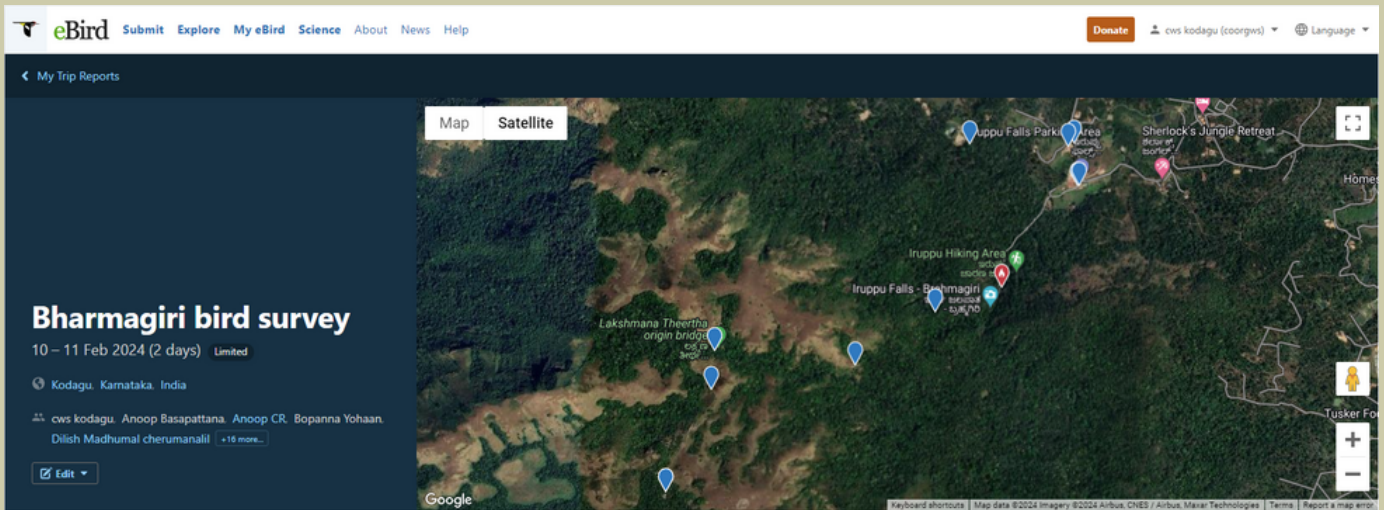 eBird Submit Explore My eBird Science About News Help
Donate cws kodagu (coorgws) Language
My Trip Reports
Map Satellite
Bharmagiri bird survey
10 – 11 Feb 2024 (2 days) Limited
Kodagu, Karnataka, India
cws kodagu, Anoop Basapattana, Anoop CR, Bopanna Yohaan,
Dilish Madhumal cherumanalil +16 more...
Edit
uppu Falls Parki Area
Sherlock's Jungle Retreat
Homes
Iruppu Hiking Area
Iruppu Falls - Brahmagiri
Lakshmana Theertha
origin bridge
Tusker Fo
Google
Keyboard shortcuts Map data ©2024 Imagery ©2024 Airbus, CNES / Airbus, Maxar Technologies Terms Report a map error